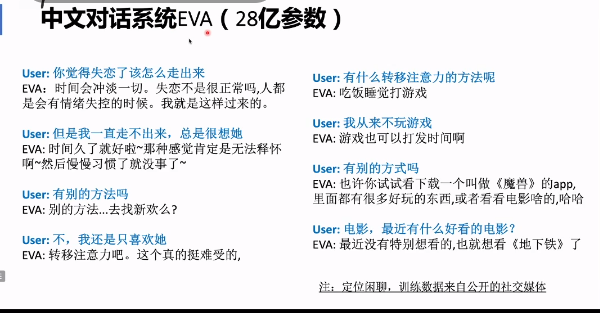 中文对话系统EVA（28亿参数）
User: 你觉得失恋了该怎么走出来
EVA：时间会冲淡一切。失恋不是很正常吗,人都
是会有情绪失控的时候。我就是这样过来的。
User: 但是我一直走不出来，总是很想她
EVA: 时间久了就好啦~那种感觉肯定是无法释怀
啊~然后慢慢习惯了就没事了~
User: 有别的方法吗
EVA: 别的方法...去找新欢么?
User: 不，我还是只喜欢她
EVA: 转移注意力吧。这个真的挺难受的,
User: 有什么转移注意力的方法呢
EVA: 吃饭睡觉打游戏
User: 我从来不玩游戏
EVA: 游戏也可以打发时间啊
User: 有别的方式吗
EVA: 也许你试试看下载一个叫做《魔兽》的app,
里面都有很多好玩的东西,或者看看电影啥的,哈哈
User: 电影，最近有什么好看的电影？
EVA: 最近没有特别想看的,也就想看《地下铁》了
注：定位闲聊，训练数据来自公开的社交媒体